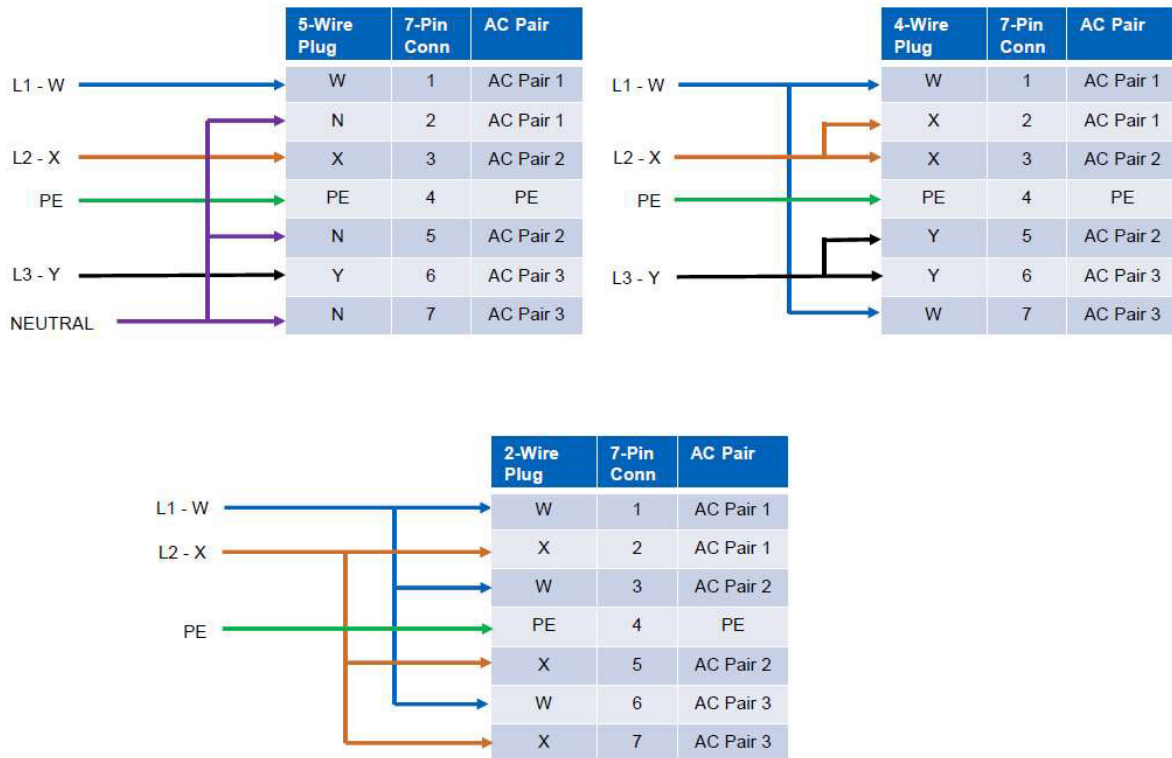 5-Wire Plug 7-Pin Conn AC Pair
L1 - W W 1 AC Pair 1
N 2 AC Pair 1
L2 - X X 3 AC Pair 2
PE PE 4 PE
N 5 AC Pair 2
L3 - Y Y 6 AC Pair 3
NEUTRAL N 7 AC Pair 3
4-Wire Plug 7-Pin Conn AC Pair
L1 - W W 1 AC Pair 1
X 2 AC Pair 1
L2 - X X 3 AC Pair 2
PE PE 4 PE
Y 5 AC Pair 2
L3 - Y Y 6 AC Pair 3
W 7 AC Pair 3
2-Wire Plug 7-Pin Conn AC Pair
L1 - W W 1 AC Pair 1
L2 - X X 2 AC Pair 1
W 3 AC Pair 2
PE PE 4 PE
X 5 AC Pair 2
W 6 AC Pair 3
X 7 AC Pair 3